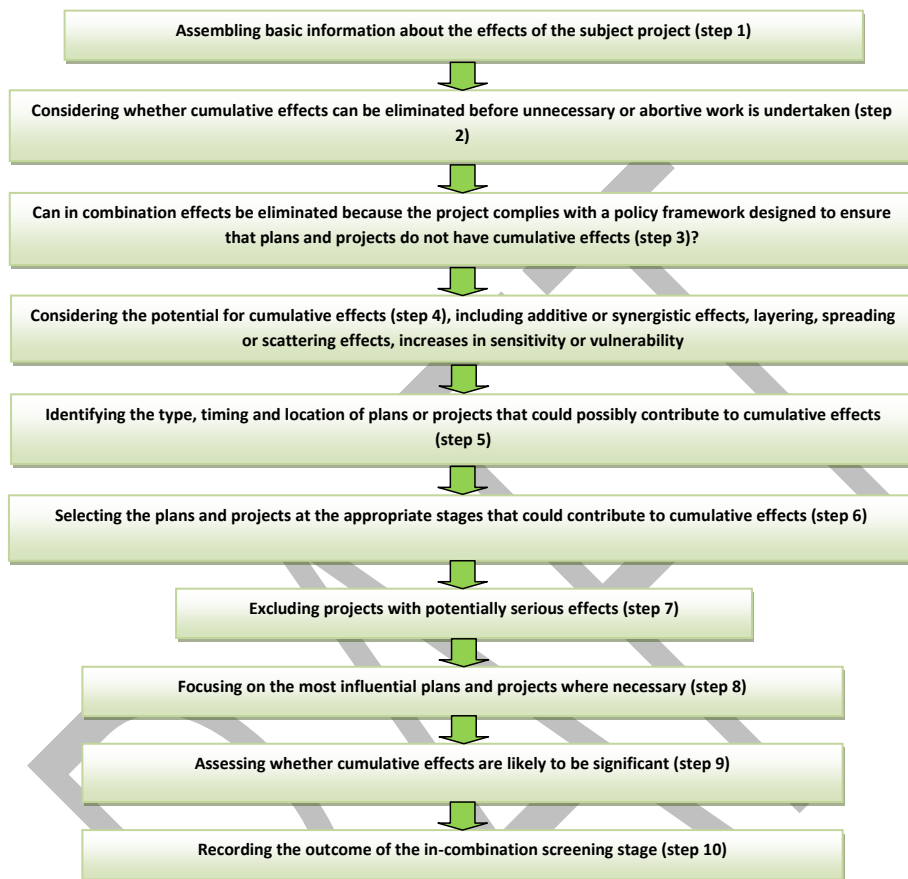 Assembling basic information about the effects of the subject project (step 1)
Considering whether cumulative effects can be eliminated before unnecessary or abortive work is undertaken (step
2)
Can in combination effects be eliminated because the project complies with a policy framework designed to ensure
that plans and projects do not have cumulative effects (step 3)?
Considering the potential for cumulative effects (step 4), including additive or synergistic effects, layering, spreading
or scattering effects, increases in sensitivity or vulnerability
Identifying the type, timing and location of plans or projects that could possibly contribute to cumulative effects
(step 5)
Selecting the plans and projects at the appropriate stages that could contribute to cumulative effects (step 6)
Excluding projects with potentially serious effects (step 7)
Focusing on the most influential plans and projects where necessary (step 8)
Assessing whether cumulative effects are likely to be significant (step 9)
Recording the outcome of the in-combination screening stage (step 10)